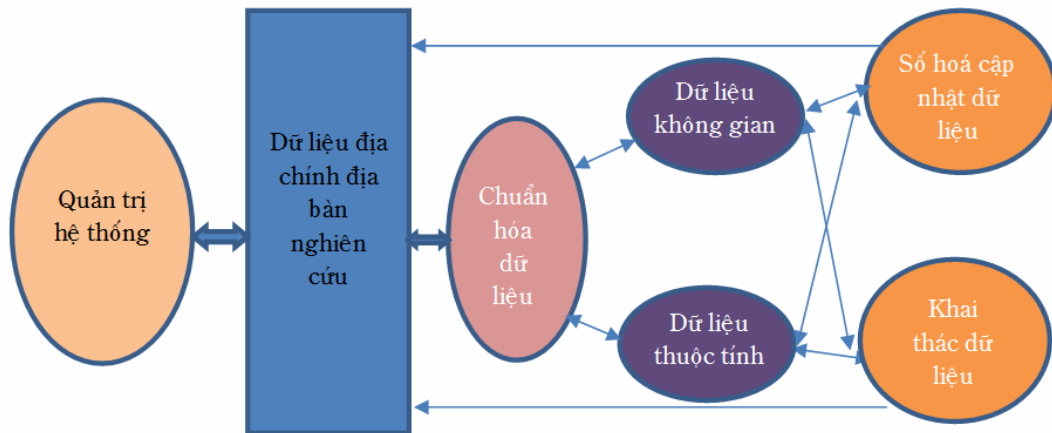 Quản trị
hệ thống
Dữ liệu địa
chính địa
bàn
nghiên
cứu
Chuẩn
hóa
dữ
liệu
Dữ liệu
không gian
Dữ liệu
thuộc tính
Số hoá cập
nhật dữ
liệu
Khai
thác dữ
liệu